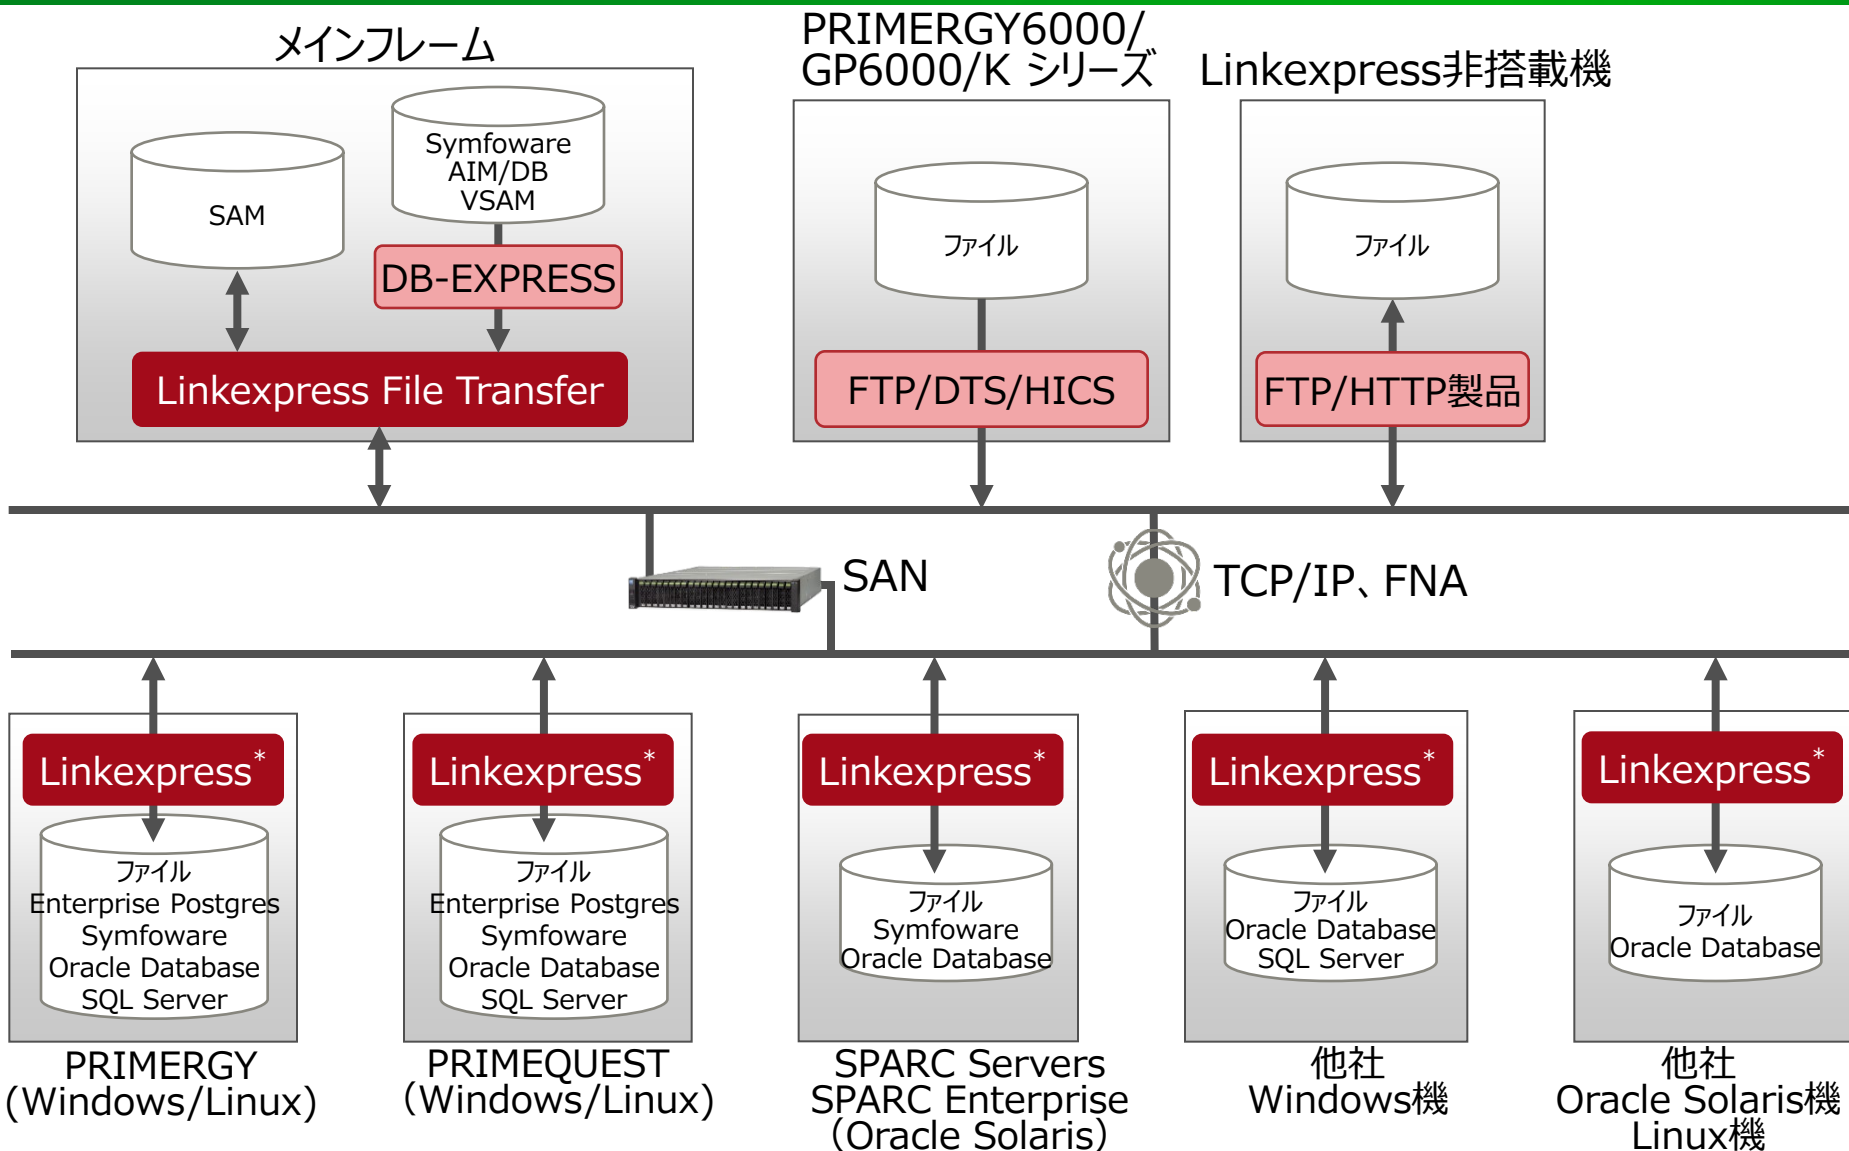 メインフレーム
PRIMERGY6000/
GP6000/K シリーズ
Linkexpress非搭載機
SAM
Symfoware
AIM/DB
VSAM
DB-EXPRESS
Linkexpress File Transfer
ファイル
FTP/DTS/HICS
ファイル
FTP/HTTP製品
SAN
TCP/IP、FNA
Linkexpress*
ファイル
Enterprise Postgres
Symfoware
Oracle Database
SQL Server
PRIMERGY
(Windows/Linux)
Linkexpress*
ファイル
Enterprise Postgres
Symfoware
Oracle Database
SQL Server
PRIMEQUEST
（Windows/Linux)
Linkexpress*
ファイル
Symfoware
Oracle Database
SPARC Servers
SPARC Enterprise
（Oracle Solaris）
Linkexpress*
ファイル
Oracle Database
SQL Server
他社
Windows機
Linkexpress*
ファイル
Oracle Database
他社
Oracle Solaris機
Linux機